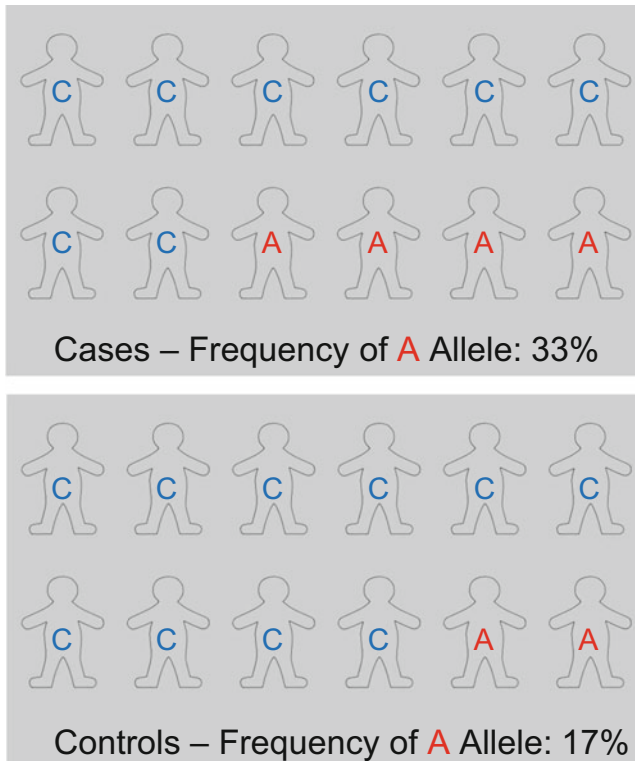 C C C C C C
C C A A A A
Cases – Frequency of A Allele: 33%
C C C C C C
C C C C A A
Controls – Frequency of A Allele: 17%